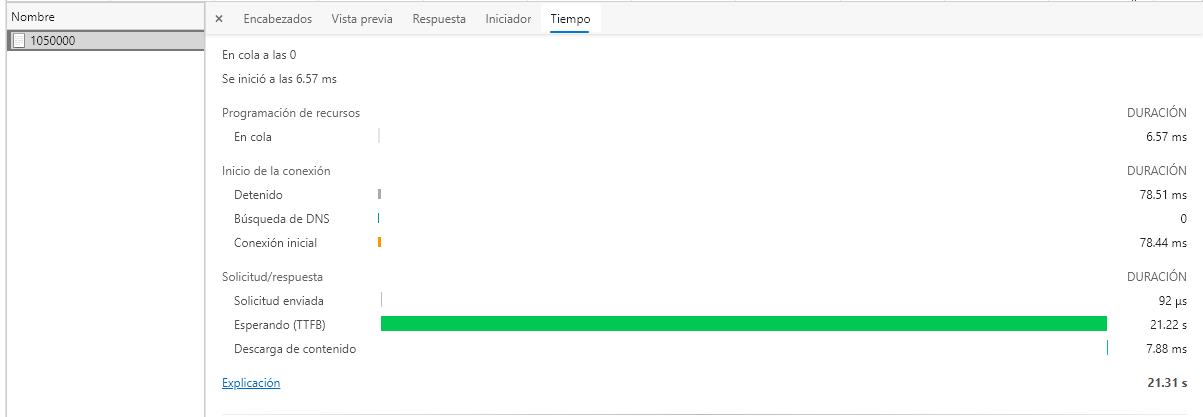 Nombre
× Encabezados Vista previa Respuesta Iniciador Tiempo
1050000
En cola a las 0
Se inició a las 6.57 ms
Programación de recursos DURACIÓN
En cola 6.57 ms
Inicio de la conexión DURACIÓN
Detenido 78.51 ms
Búsqueda de DNS 0
Conexión inicial 78.44 ms
Solicitud/respuesta DURACIÓN
Solicitud enviada 92 µs
Esperando (TTFB) 21.22 s
Descarga de contenido 7.88 ms
Explicación 21.31 s